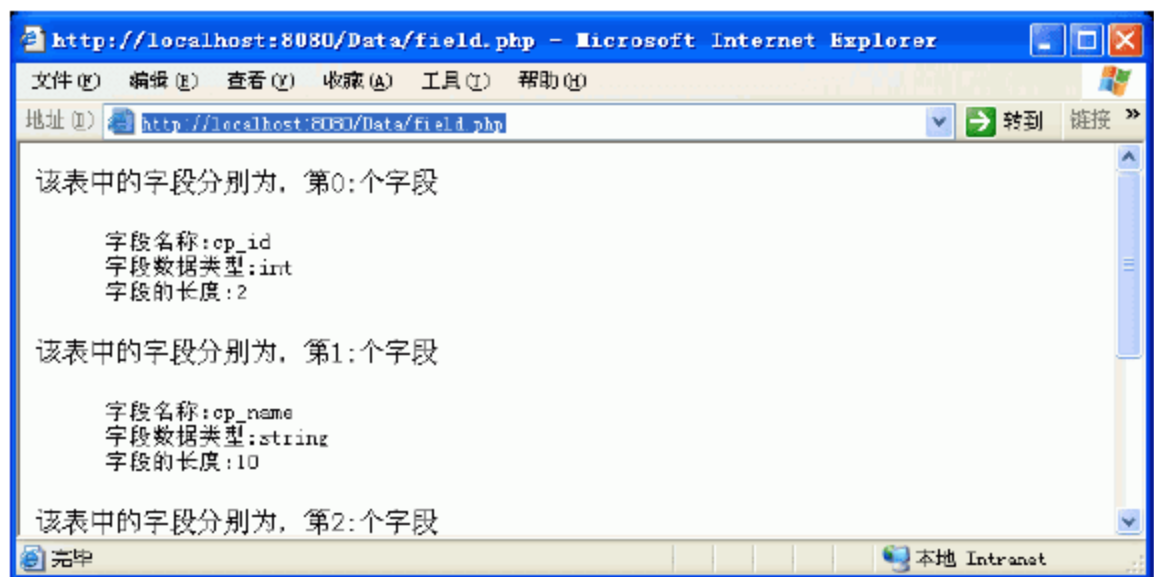 http://localhost:8080/Data/field.php - Microsoft Internet Explorer
文件(F) 编辑(E) 查看(V) 收藏(A) 工具(T) 帮助(H)
地址(D) http://localhost:8080/Data/field.php 转到 链接 »
该表中的字段分别为, 第0:个字段
字段名称:cp_id
字段数据类型:int
字段的长度:2
该表中的字段分别为, 第1:个字段
字段名称:cp_name
字段数据类型:string
字段的长度:10
该表中的字段分别为, 第2:个字段
完毕 本地 Intranet